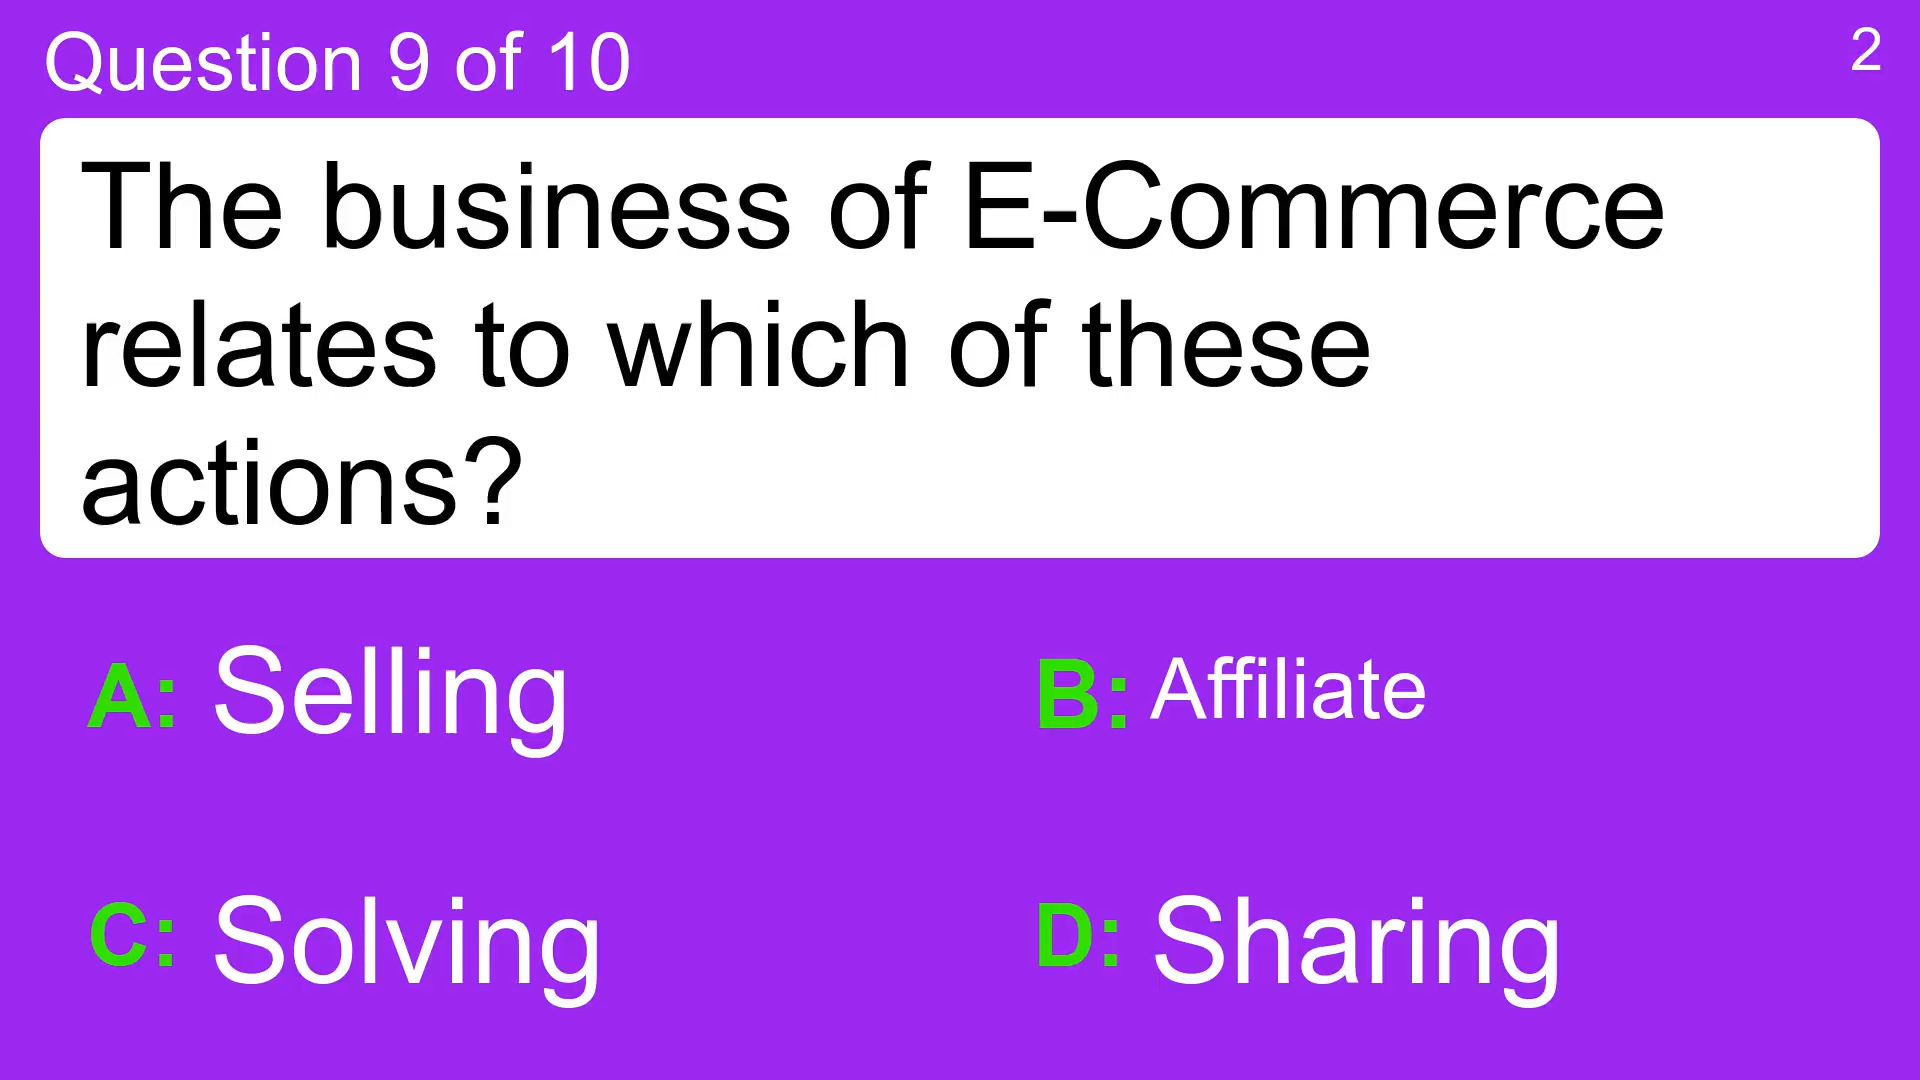 Question 9 of 10
2
The business of E-Commerce
relates to which of these
actions?
A: Selling
B: Affiliate
C: Solving
D: Sharing